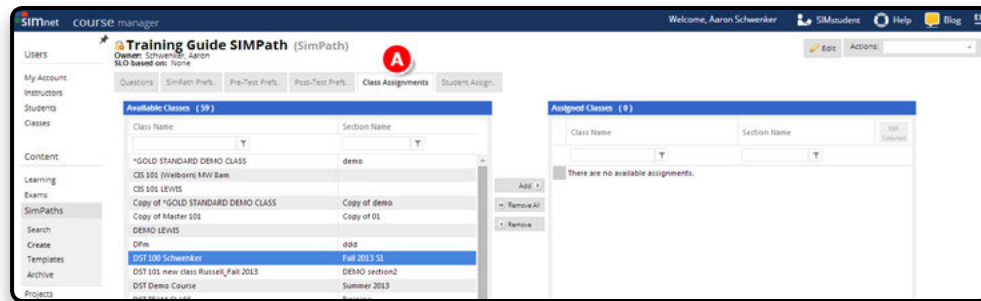 SIMnet course manager
Welcome, Aaron Schwenker SIMstudent Help Blog
Users
My Account
Instructors
Students
Classes
Content
Learning
Exams
SimPaths
Search
Create
Templates
Archive
Projects
Training Guide SIMPath (SimPath)
Owner: Schwenker, Aaron
SLO based on: None
A
Edit Actions:
Questions SimPath Prefs. Pre-Test Prefs. Post-Test Prefs. Class Assignments Student Assign.
Available Classes (59)
Class Name Section Name
*GOLD STANDARD DEMO CLASS demo
CIS 101 (Welborn) MW 8am
CIS 101 LEWIS
Copy of *GOLD STANDARD DEMO CLASS Copy of demo
Copy of Master 101 Copy of 01
DEMO LEWIS
DFm ddd
DST 100 Schwenker Fall 2013 S1
DST 101 new class Russell_Fall 2013 DEMO section2
DST Demo Course Summer 2013
DST TEAM CLASS Training
Add
Remove All
Remove
Assigned Classes (0)
Class Name Section Name Edit Selected
There are no available assignments.